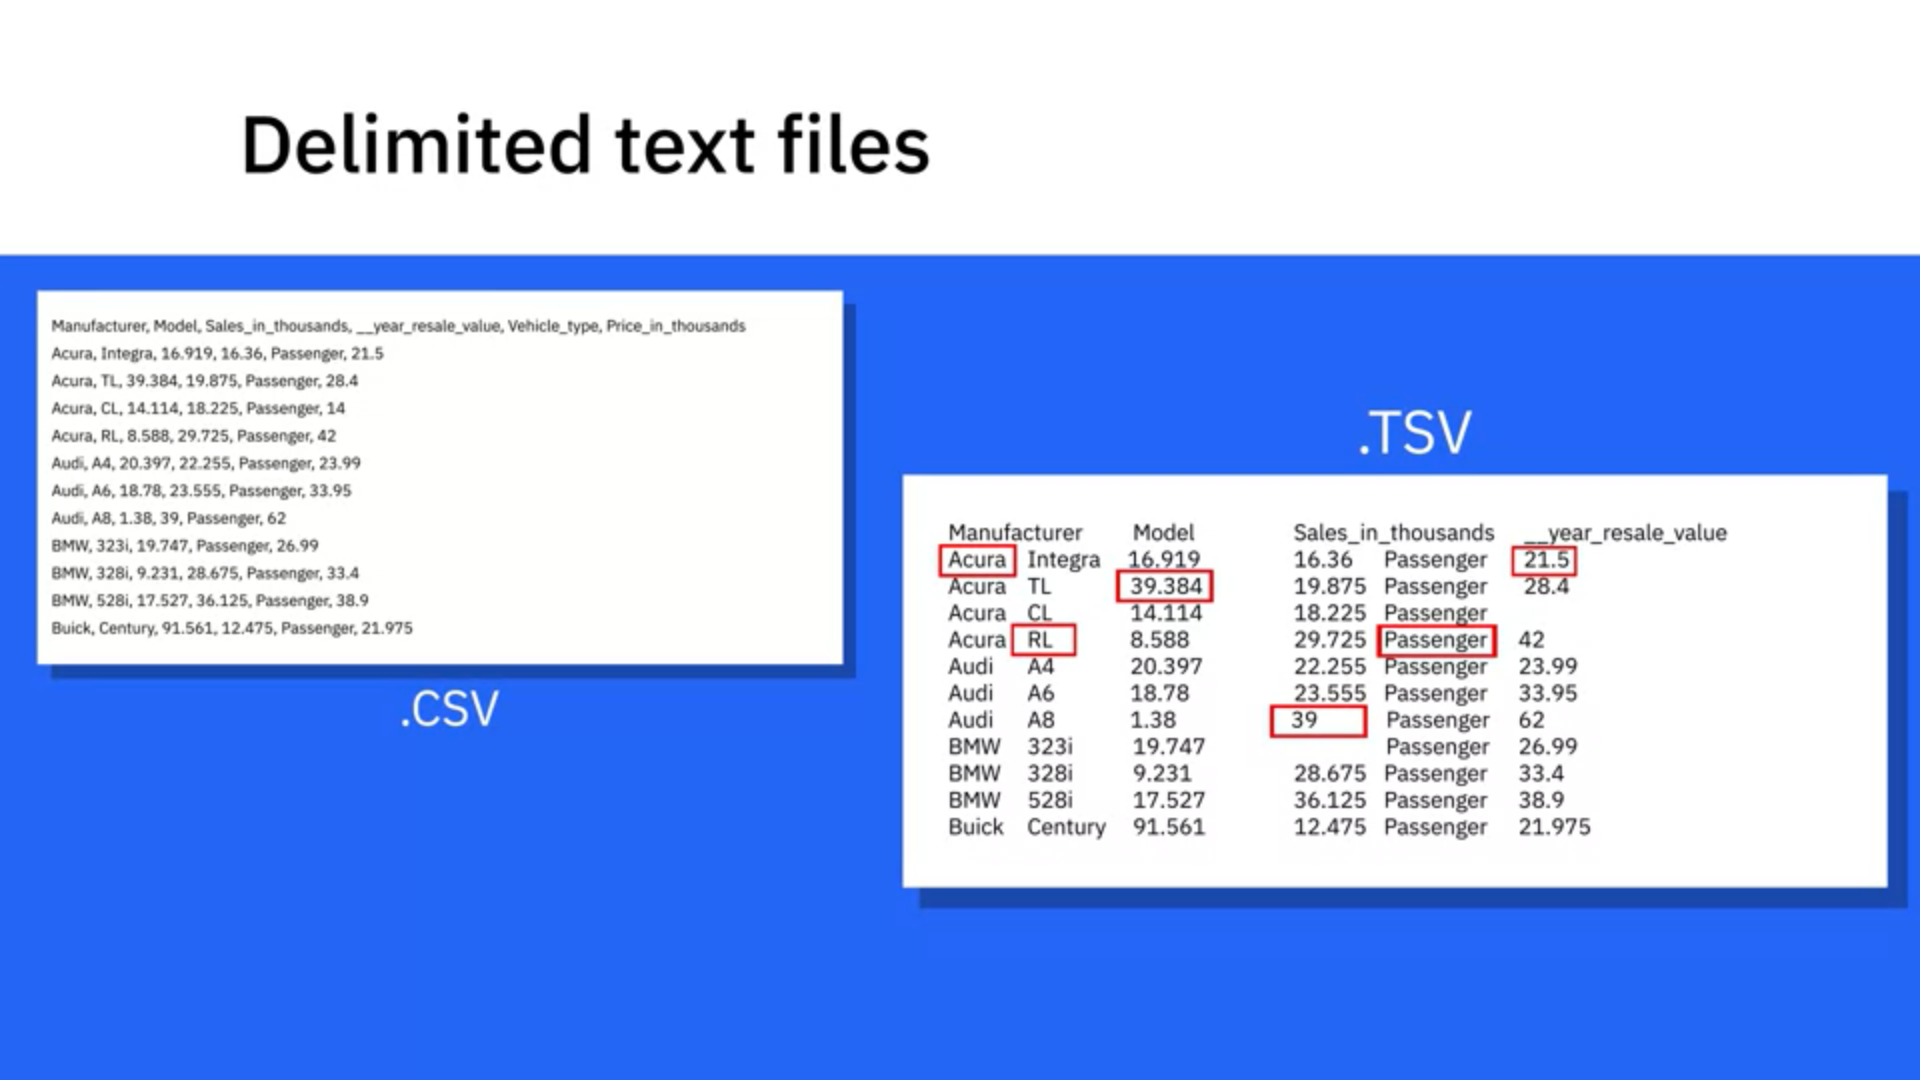 Delimited text files
Manufacturer, Model, Sales_in_thousands, __year_resale_value, Vehicle_type, Price_in_thousands
Acura, Integra, 16.919, 16.36, Passenger, 21.5
Acura, TL, 39.384, 19.875, Passenger, 28.4
Acura, CL, 14.114, 18.225, Passenger, 14
Acura, RL, 8.588, 29.725, Passenger, 42
Audi, A4, 20.397, 22.255, Passenger, 23.99
Audi, A6, 18.78, 23.555, Passenger, 33.95
Audi, A8, 1.38, 39, Passenger, 62
BMW, 323i, 19.747, Passenger, 26.99
BMW, 328i, 9.231, 28.675, Passenger, 33.4
BMW, 528i, 17.527, 36.125, Passenger, 38.9
Buick, Century, 91.561, 12.475, Passenger, 21.975
.CSV
.TSV
Manufacturer Model Sales_in_thousands __year_resale_value
Acura Integra 16.919 16.36 Passenger 21.5
Acura TL 39.384 19.875 Passenger 28.4
Acura CL 14.114 18.225 Passenger
Acura RL 8.588 29.725 Passenger 42
Audi A4 20.397 22.255 Passenger 23.99
Audi A6 18.78 23.555 Passenger 33.95
Audi A8 1.38 39 Passenger 62
BMW 323i 19.747 Passenger 26.99
BMW 328i 9.231 28.675 Passenger 33.4
BMW 528i 17.527 36.125 Passenger 38.9
Buick Century 91.561 12.475 Passenger 21.975